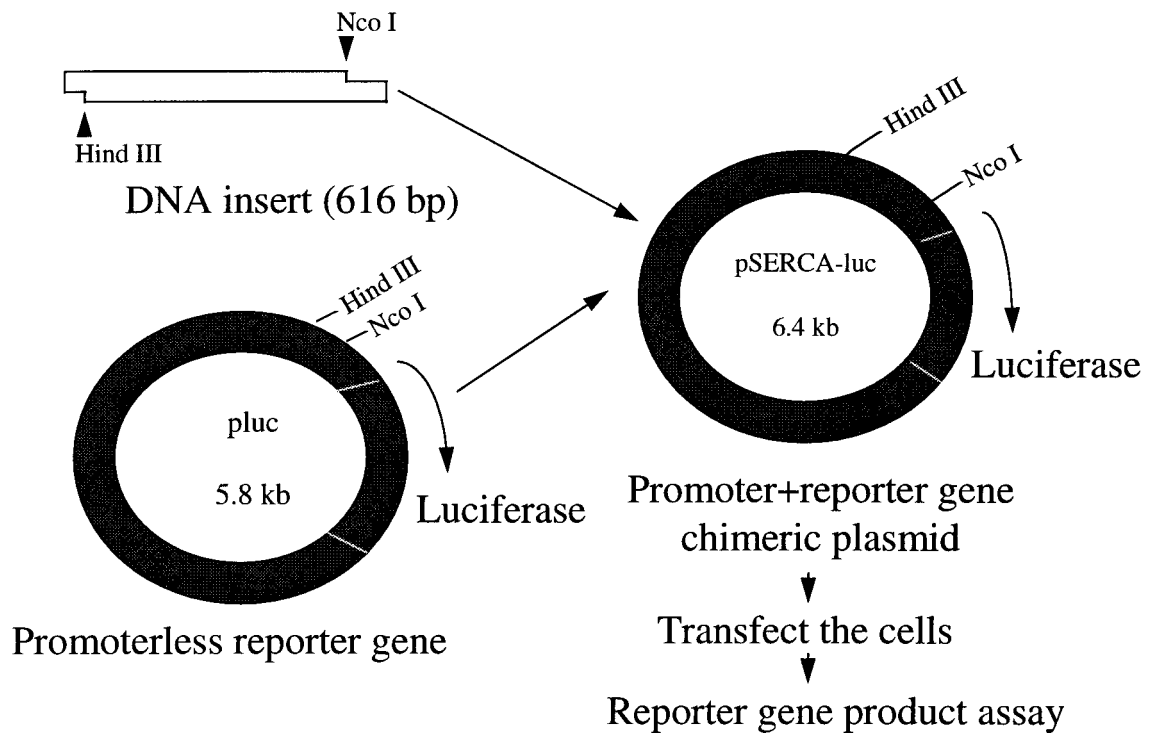 Nco I
Hind III
DNA insert (616 bp)
Hind III
Nco I
pluc
5.8 kb
Luciferase
Promoterless reporter gene
Hind III
Nco I
pSERCA-luc
6.4 kb
Luciferase
Promoter+reporter gene
chimeric plasmid
Transfect the cells
Reporter gene product assay